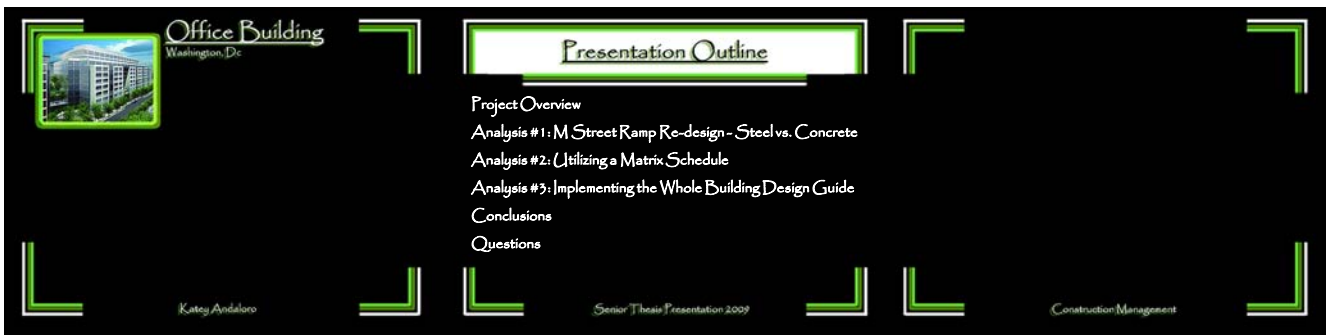 Office Building
Washington, Dc
Katey Andaloro
Presentation Outline
Project Overview
Analysis #1: M Street Ramp Re-design - Steel vs. Concrete
Analysis #2: Utilizing a Matrix Schedule
Analysis #3: Implementing the Whole Building Design Guide
Conclusions
Questions
Senior Thesis Presentation 2009
Construction Management